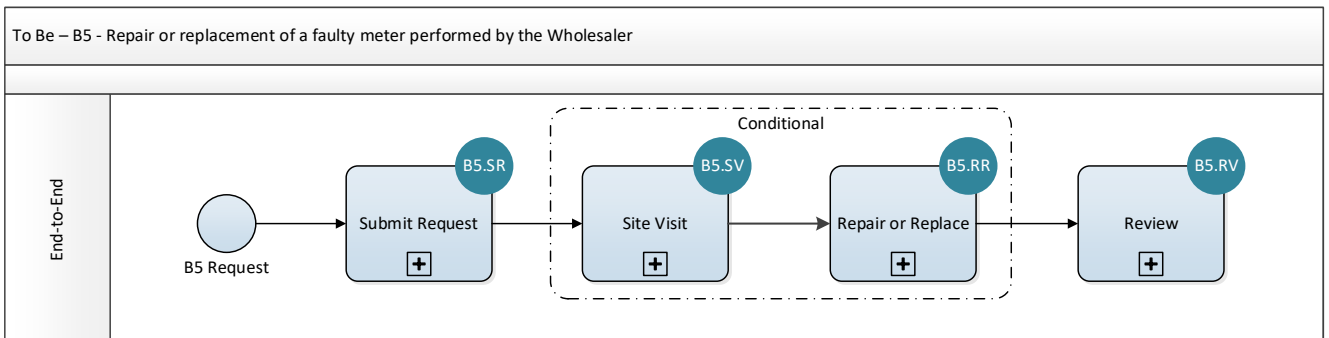 To Be – B5 - Repair or replacement of a faulty meter performed by the Wholesaler
End-to-End
B5 Request
Submit Request
B5.SR
Conditional
Site Visit
B5.SV
Repair or Replace
B5.RR
Review
B5.RV